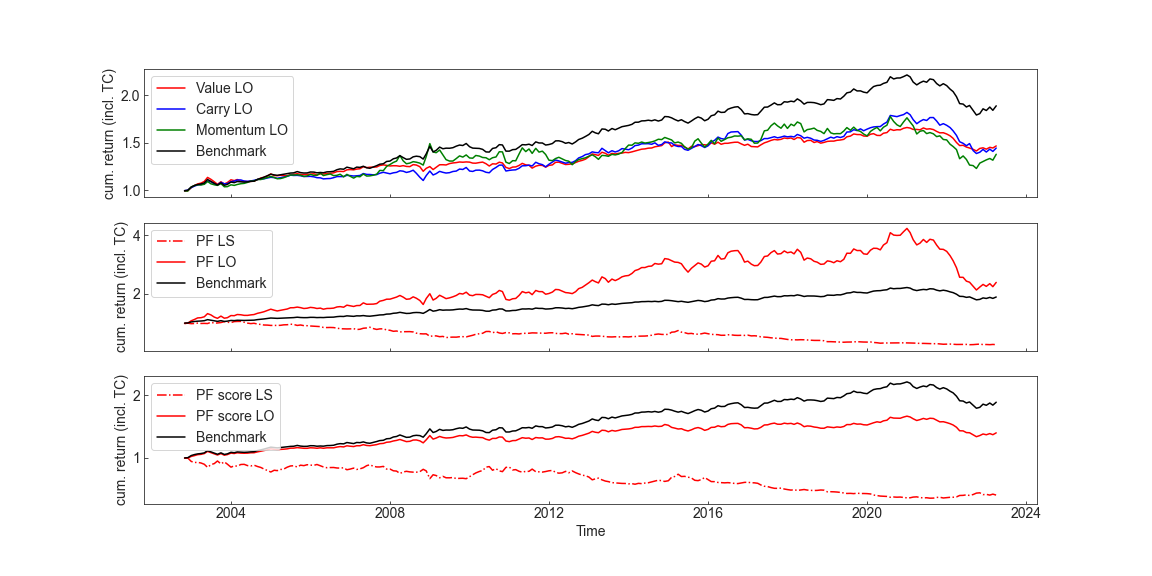 cum. return (incl. TC)
2.0
1.5
1.0
Value LO
Carry LO
Momentum LO
Benchmark
cum. return (incl. TC)
4
2
PF LS
PF LO
Benchmark
cum. return (incl. TC)
2
1
PF score LS
PF score LO
Benchmark
2004
2008
2012
2016
2020
2024
Time